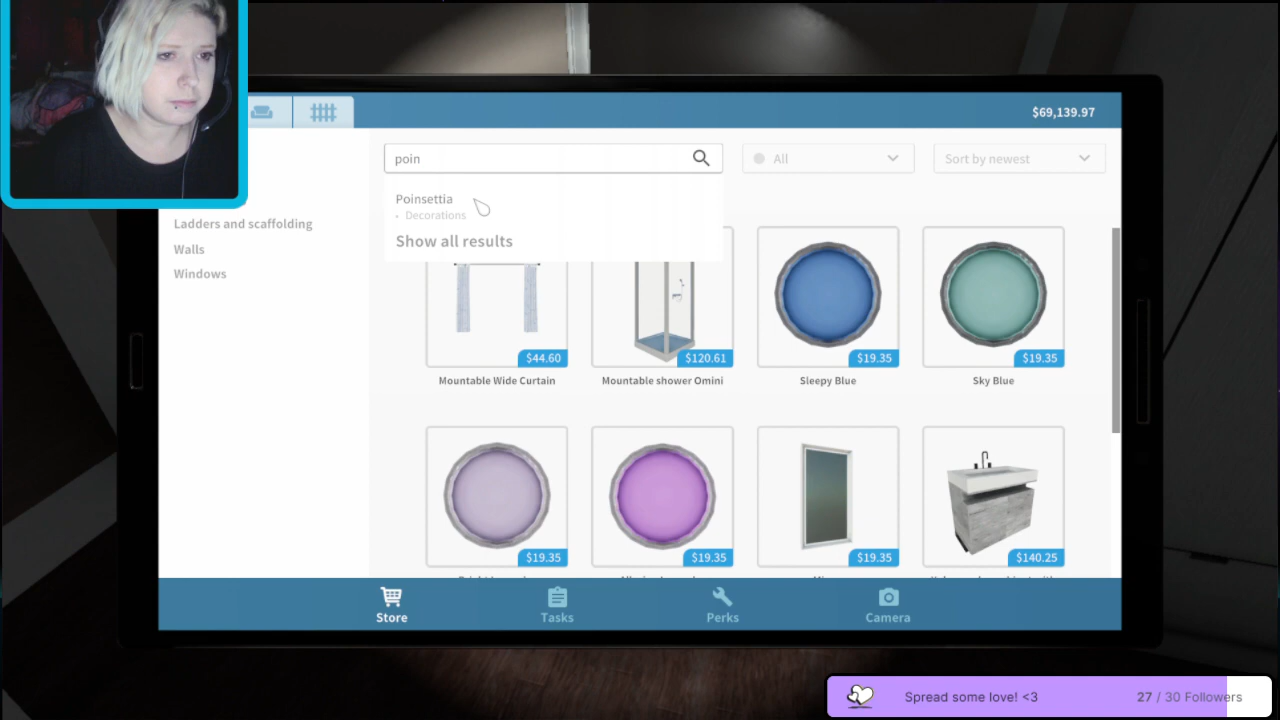 $69,139.97
poin
All
Sort by newest
Poinsettia
• Decorations
Show all results
Ladders and scaffolding
Walls
Windows
$44.60
$120.61
$19.35
$19.35
Mountable Wide Curtain
Mountable shower Omini
Sleepy Blue
Sky Blue
$19.35
$19.35
$19.35
$140.25
Store
Tasks
Perks
Camera
Spread some love! <3
27 / 30 Followers